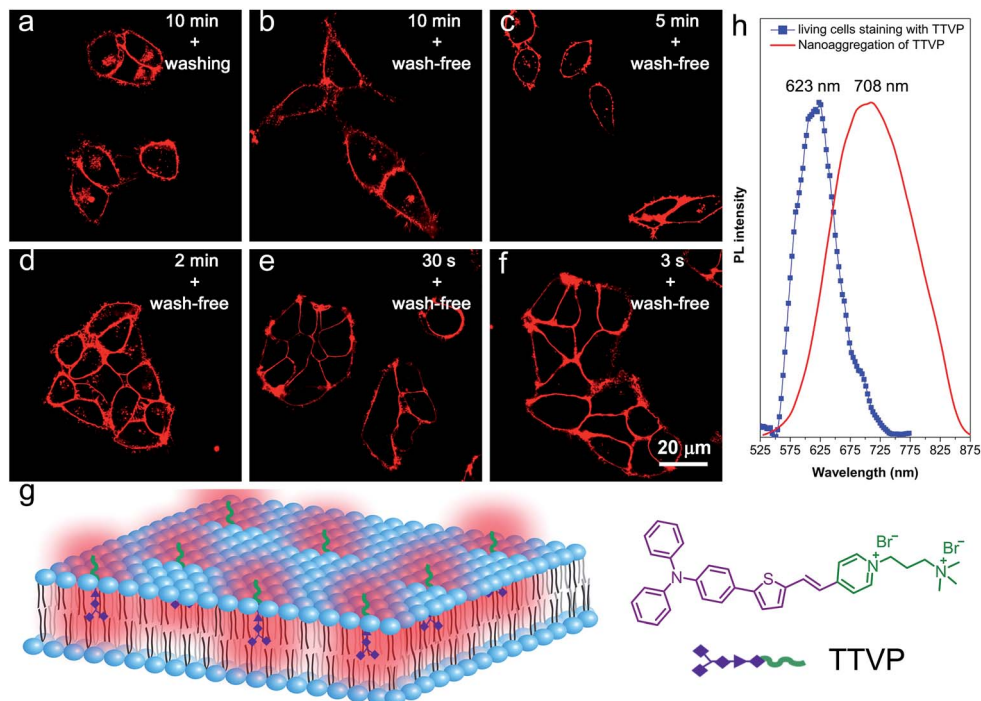 a
10 min
+
washing
b
10 min
+
wash-free
c
5 min
+
wash-free
d
2 min
+
wash-free
e
30 s
+
wash-free
f
3 s
+
wash-free
20 μm
h
living cells staining with TTVP
Nanoaggregation of TTVP
623 nm
708 nm
PL intensity
525 575 625 675 725 775 825 875
Wavelength (nm)
g
Br⁻
Br⁻
N
S
N⁺
N⁺
TTVP